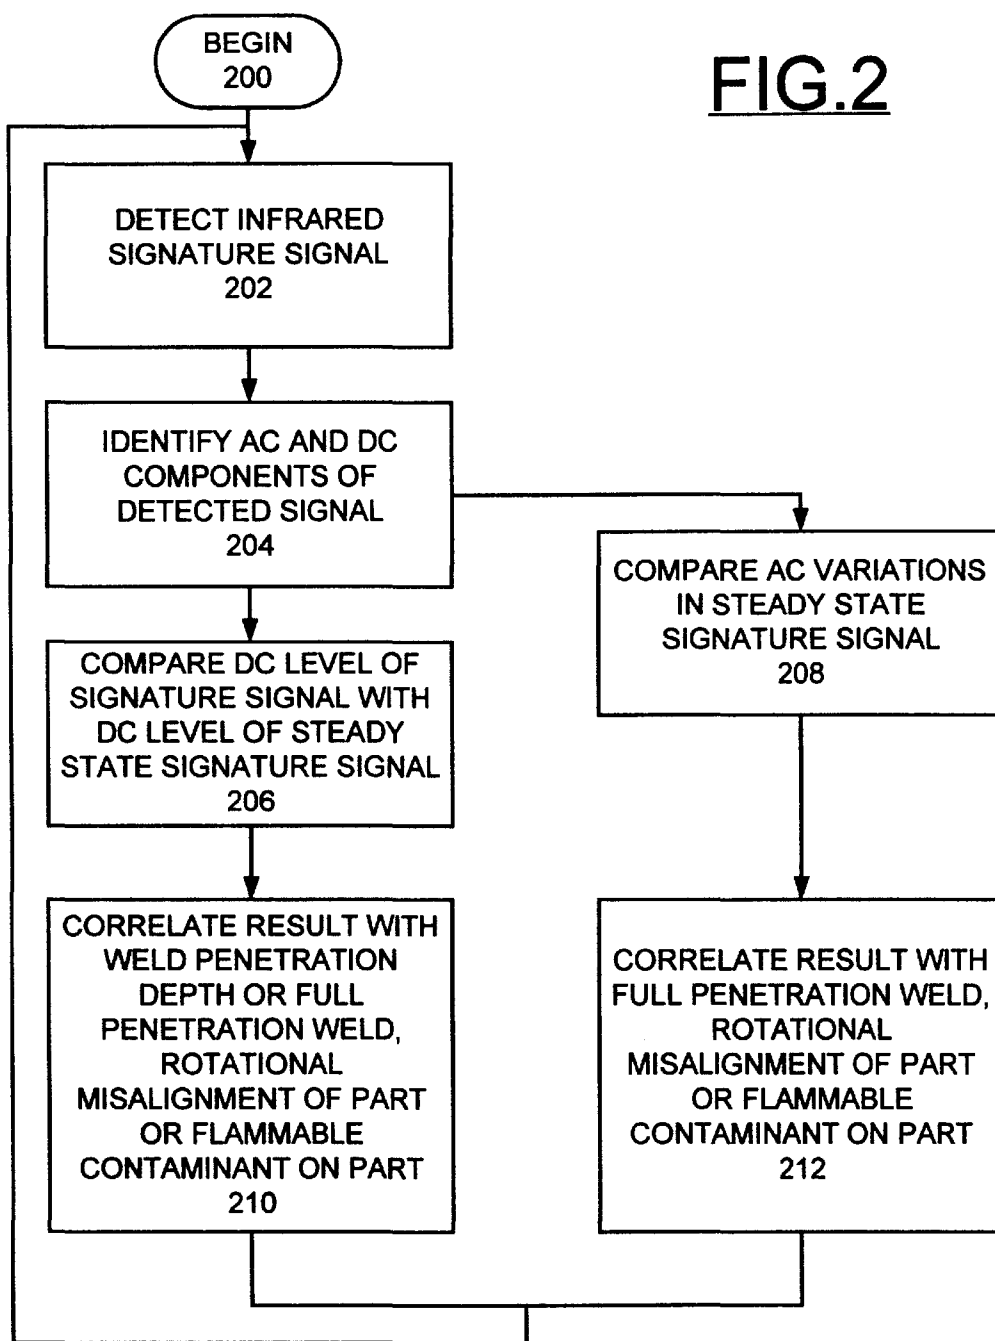 BEGIN
200
FIG.2
DETECT INFRARED
SIGNATURE SIGNAL
202
IDENTIFY AC AND DC
COMPONENTS OF
DETECTED SIGNAL
204
COMPARE AC VARIATIONS
IN STEADY STATE
SIGNATURE SIGNAL
208
COMPARE DC LEVEL OF
SIGNATURE SIGNAL WITH
DC LEVEL OF STEADY
STATE SIGNATURE SIGNAL
206
CORRELATE RESULT WITH
WELD PENETRATION
DEPTH OR FULL
PENETRATION WELD,
ROTATIONAL
MISALIGNMENT OF PART
OR FLAMMABLE
CONTAMINANT ON PART
210
CORRELATE RESULT WITH
FULL PENETRATION WELD,
ROTATIONAL
MISALIGNMENT OF PART
OR FLAMMABLE
CONTAMINANT ON PART
212